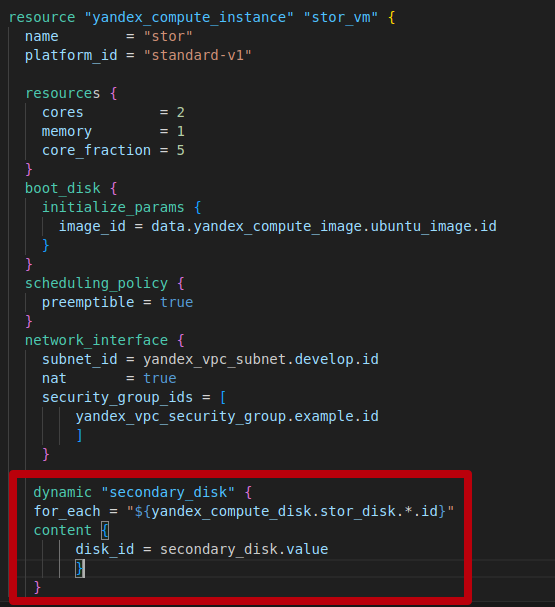 resource "yandex_compute_instance" "stor_vm" {
  name        = "stor"
  platform_id = "standard-v1"

  resources {
    cores         = 2
    memory        = 1
    core_fraction = 5
  }
  boot_disk {
    initialize_params {
      image_id = data.yandex_compute_image.ubuntu_image.id
    }
  }
  scheduling_policy {
    preemptible = true
  }
  network_interface {
    subnet_id = yandex_vpc_subnet.develop.id
    nat       = true
    security_group_ids = [
        yandex_vpc_security_group.example.id
        ]
    }

   dynamic "secondary_disk" {
   for_each = "${yandex_compute_disk.stor_disk.*.id}"
   content {
        disk_id = secondary_disk.value
        }
   }